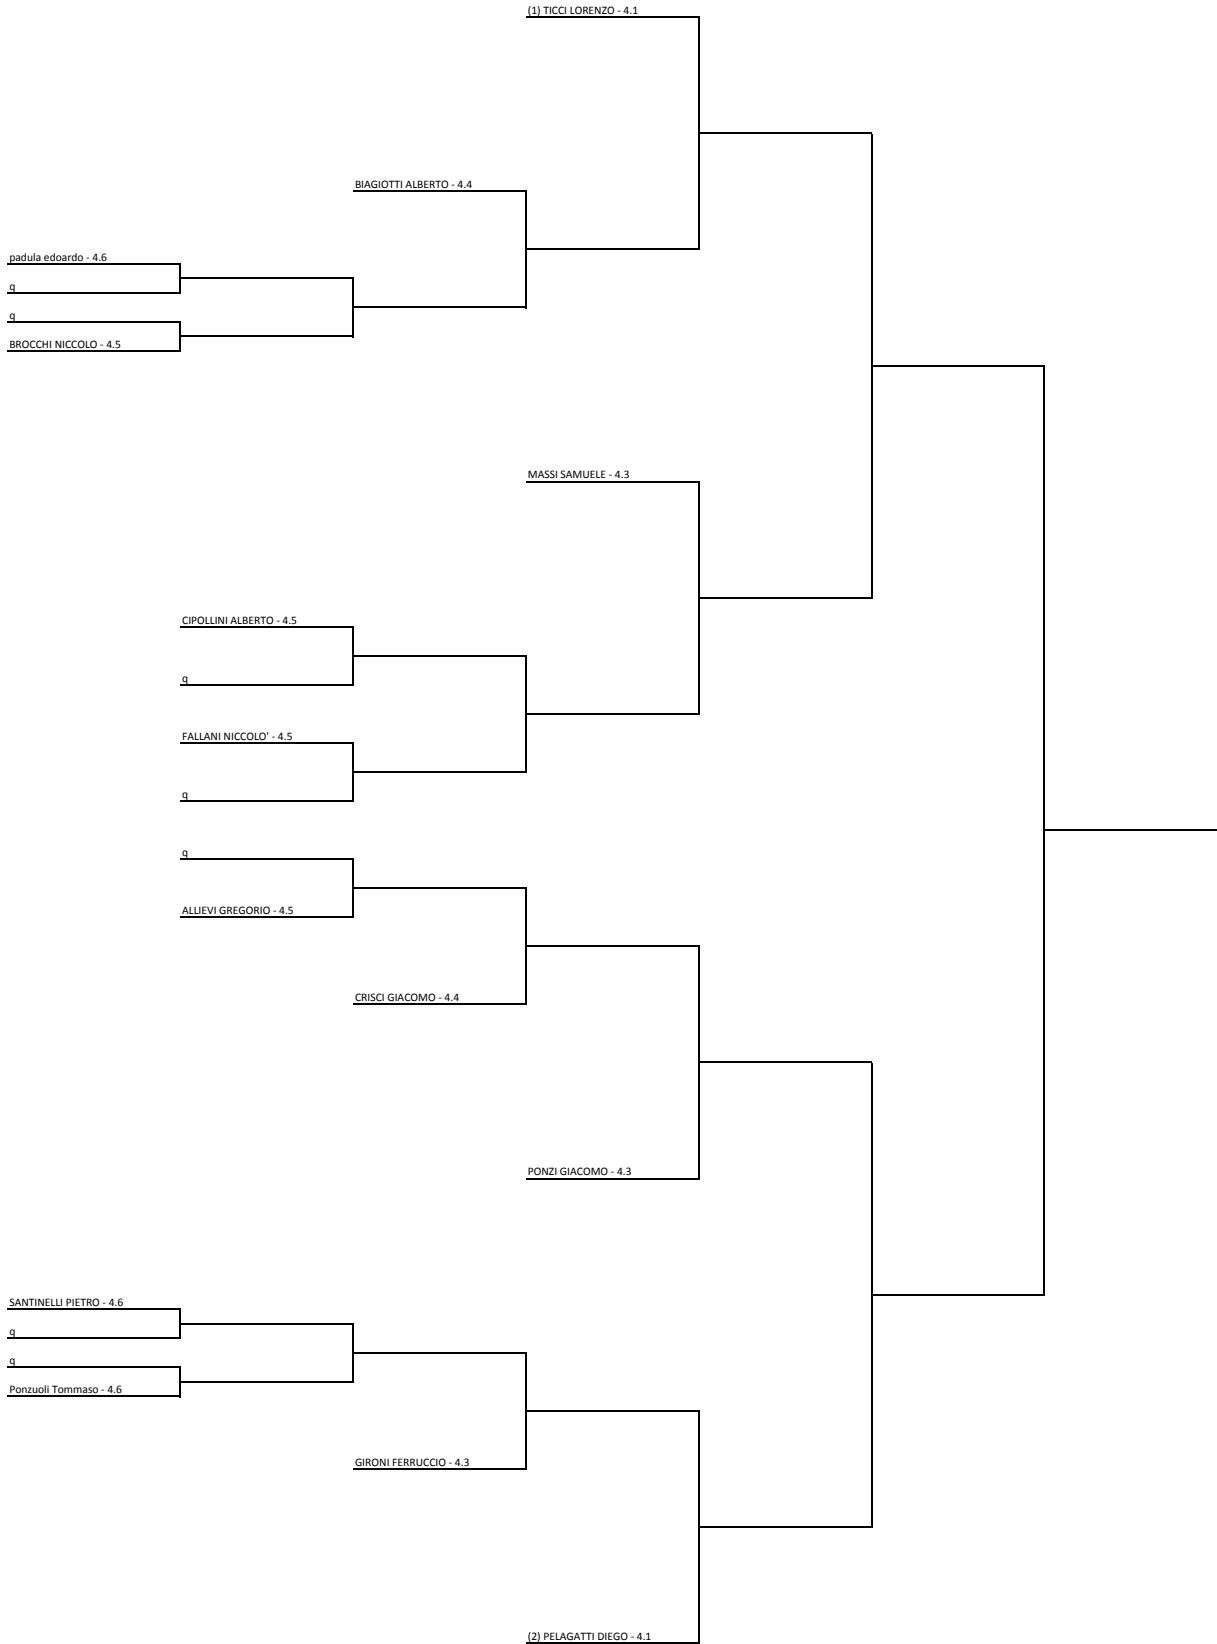 (1) TICCI LORENZO - 4.1
BIAGIOTTI ALBERTO - 4.4
padula edoardo - 4.6
q
q
BROCCHI NICCOLO - 4.5
MASSI SAMUELE - 4.3
CIPOLLINI ALBERTO - 4.5
q
FALLANI NICCOLO' - 4.5
q
q
ALLIEVI GREGORIO - 4.5
CRISCI GIACOMO - 4.4
PONZI GIACOMO - 4.3
SANTINELLI PIETRO - 4.6
q
q
Ponzuoli Tommaso - 4.6
GIRONI FERRUCCIO - 4.3
(2) PELAGATTI DIEGO - 4.1